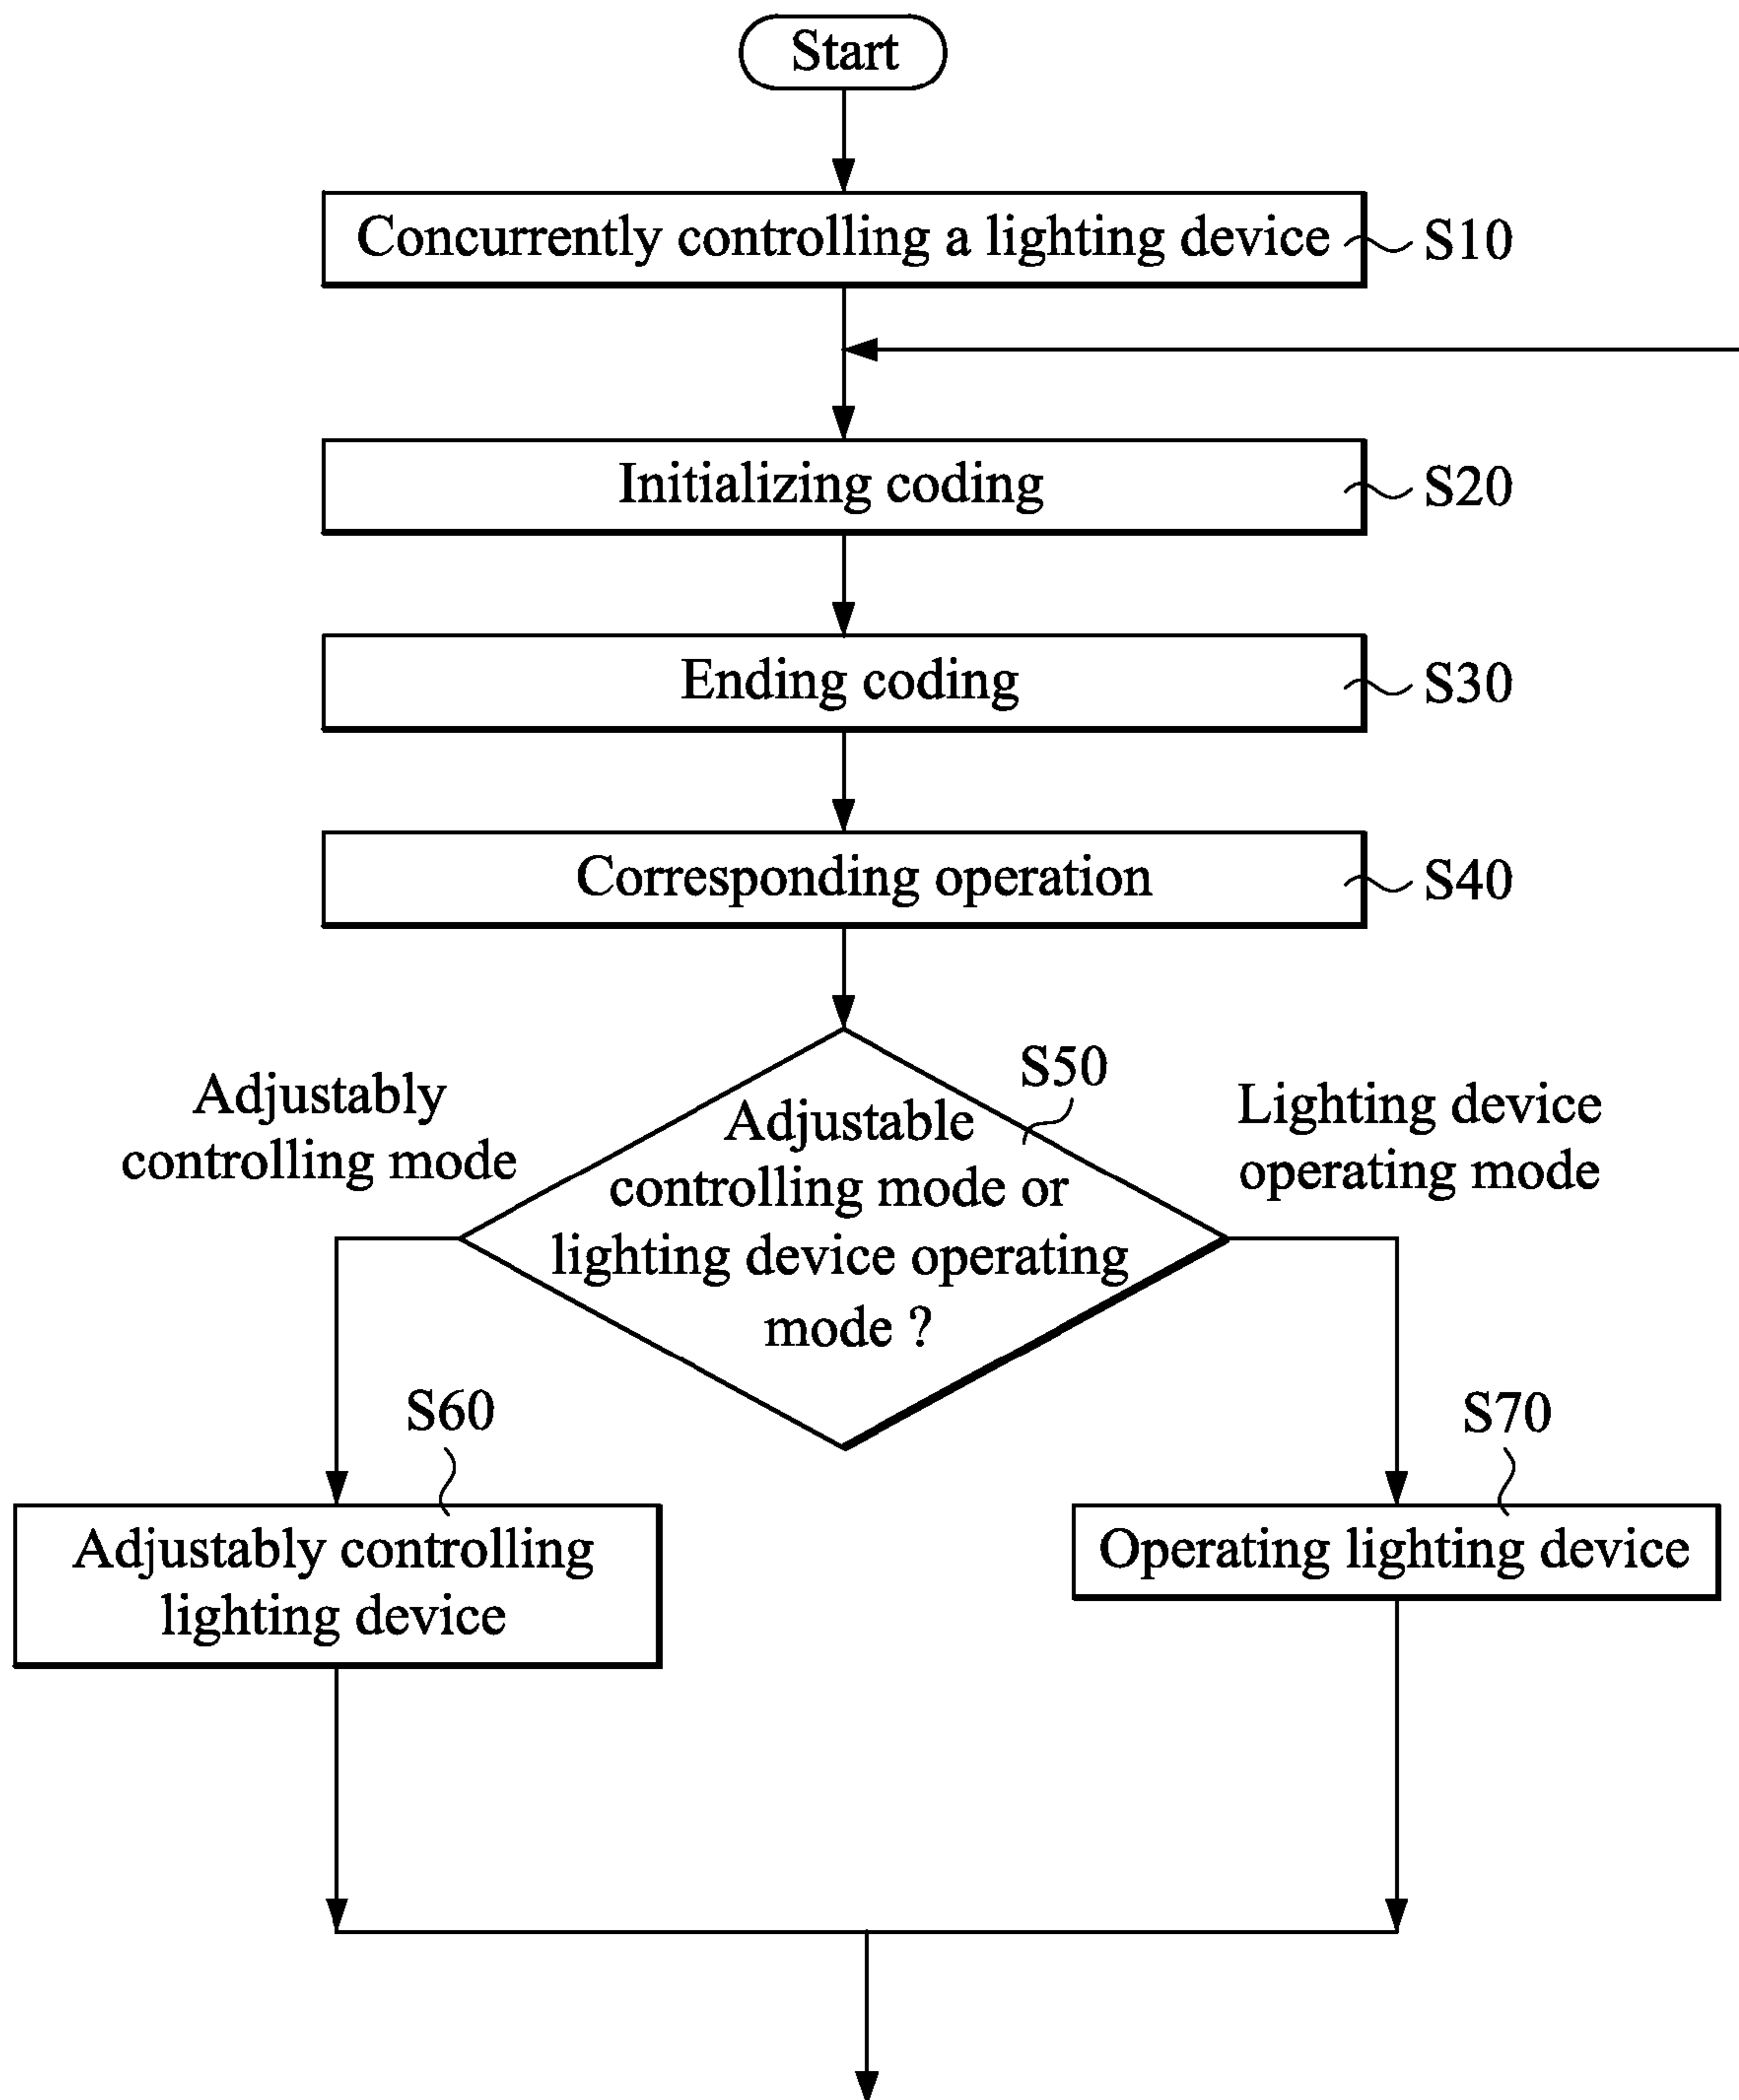 Start
Concurrently controlling a lighting device
S10
Initializing coding
S20
Ending coding
S30
Corresponding operation
S40
S50
Adjustably
controlling mode
Adjustable
controlling mode or
lighting device operating
mode ?
Lighting device
operating mode
S60
Adjustably controlling
lighting device
S70
Operating lighting device